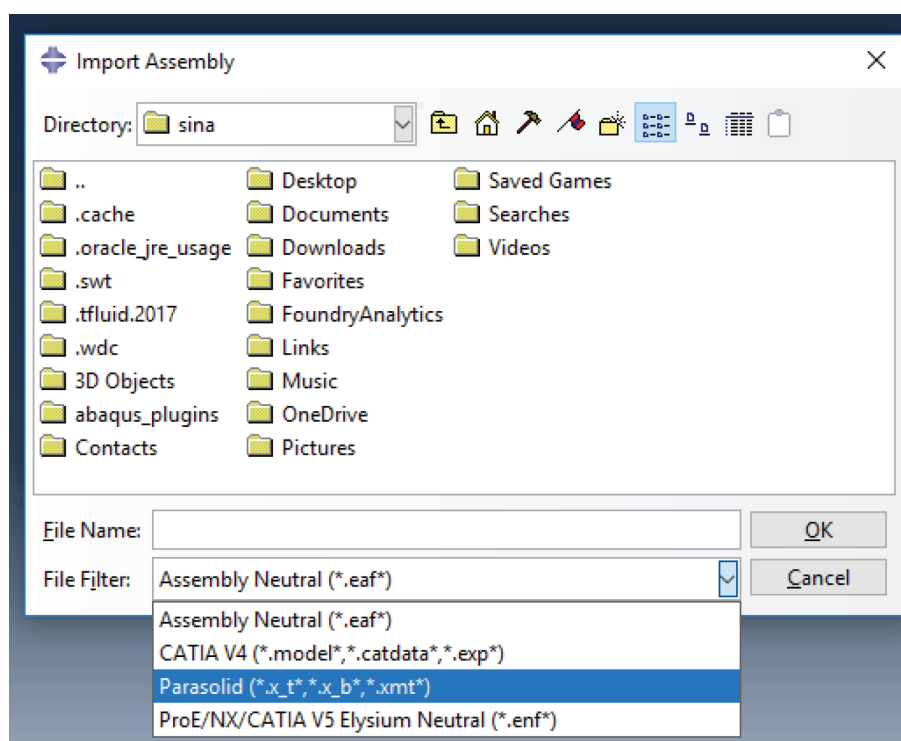 Import Assembly
Directory: sina
.. Desktop Saved Games
.cache Documents Searches
.oracle_jre_usage Downloads Videos
.swt Favorites
.tfluid.2017 FoundryAnalytics
.wdc Links
3D Objects Music
abaqus_plugins OneDrive
Contacts Pictures
File Name: OK
File Filter: Assembly Neutral (*.eaf*) Cancel
Assembly Neutral (*.eaf*)
CATIA V4 (*.model*,*.catdata*,*.exp*)
Parasolid (*.x_t*,*.x_b*,*.xmt*)
ProE/NX/CATIA V5 Elysium Neutral (*.enf*)